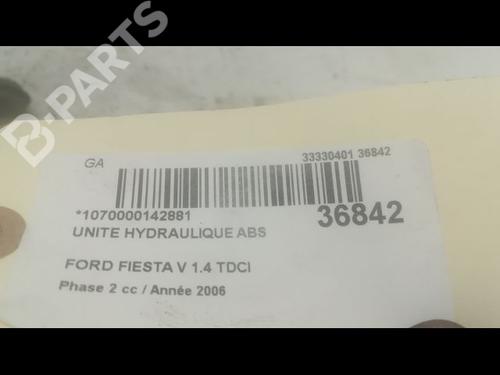 B-PARTS
GA
33330401 36842
*1070000142881
36842
UNITE HYDRAULIQUE ABS
FORD FIESTA V 1.4 TDCI
Phase 2 cc / Année 2006